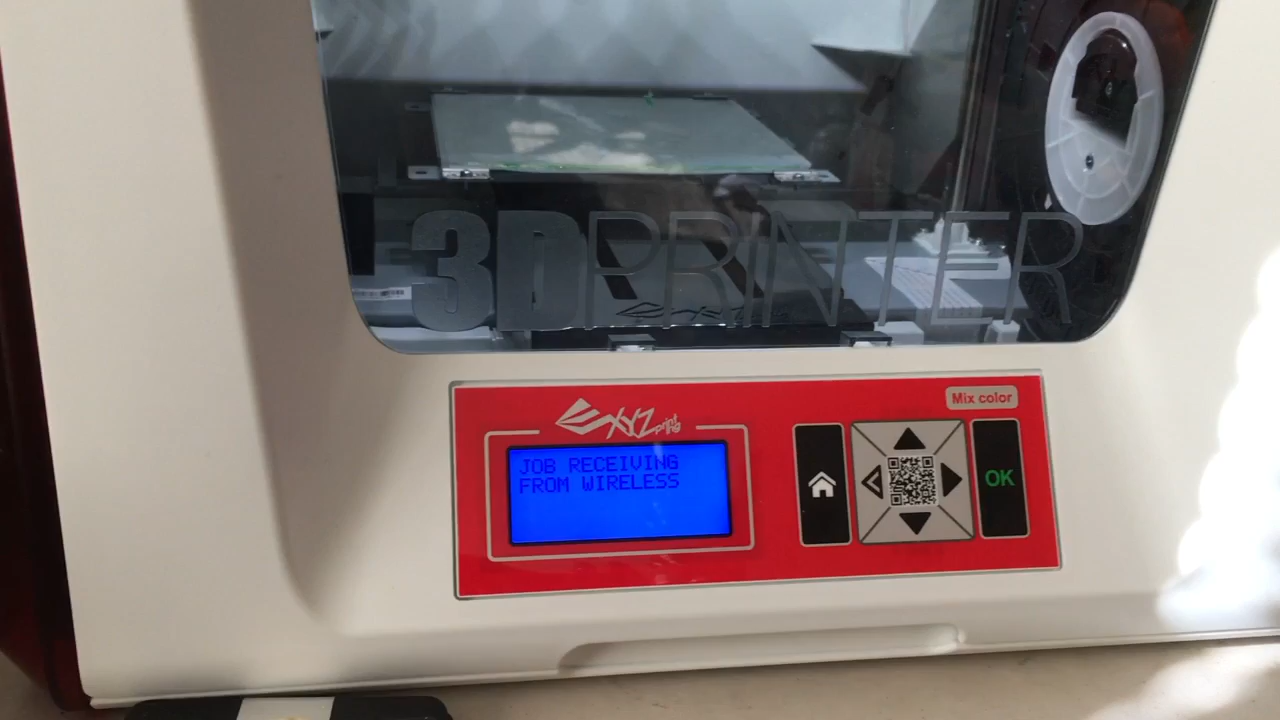 3DPRINTER
Mix color
XYZprinting
JOB RECEIVING
FROM WIRELESS
OK